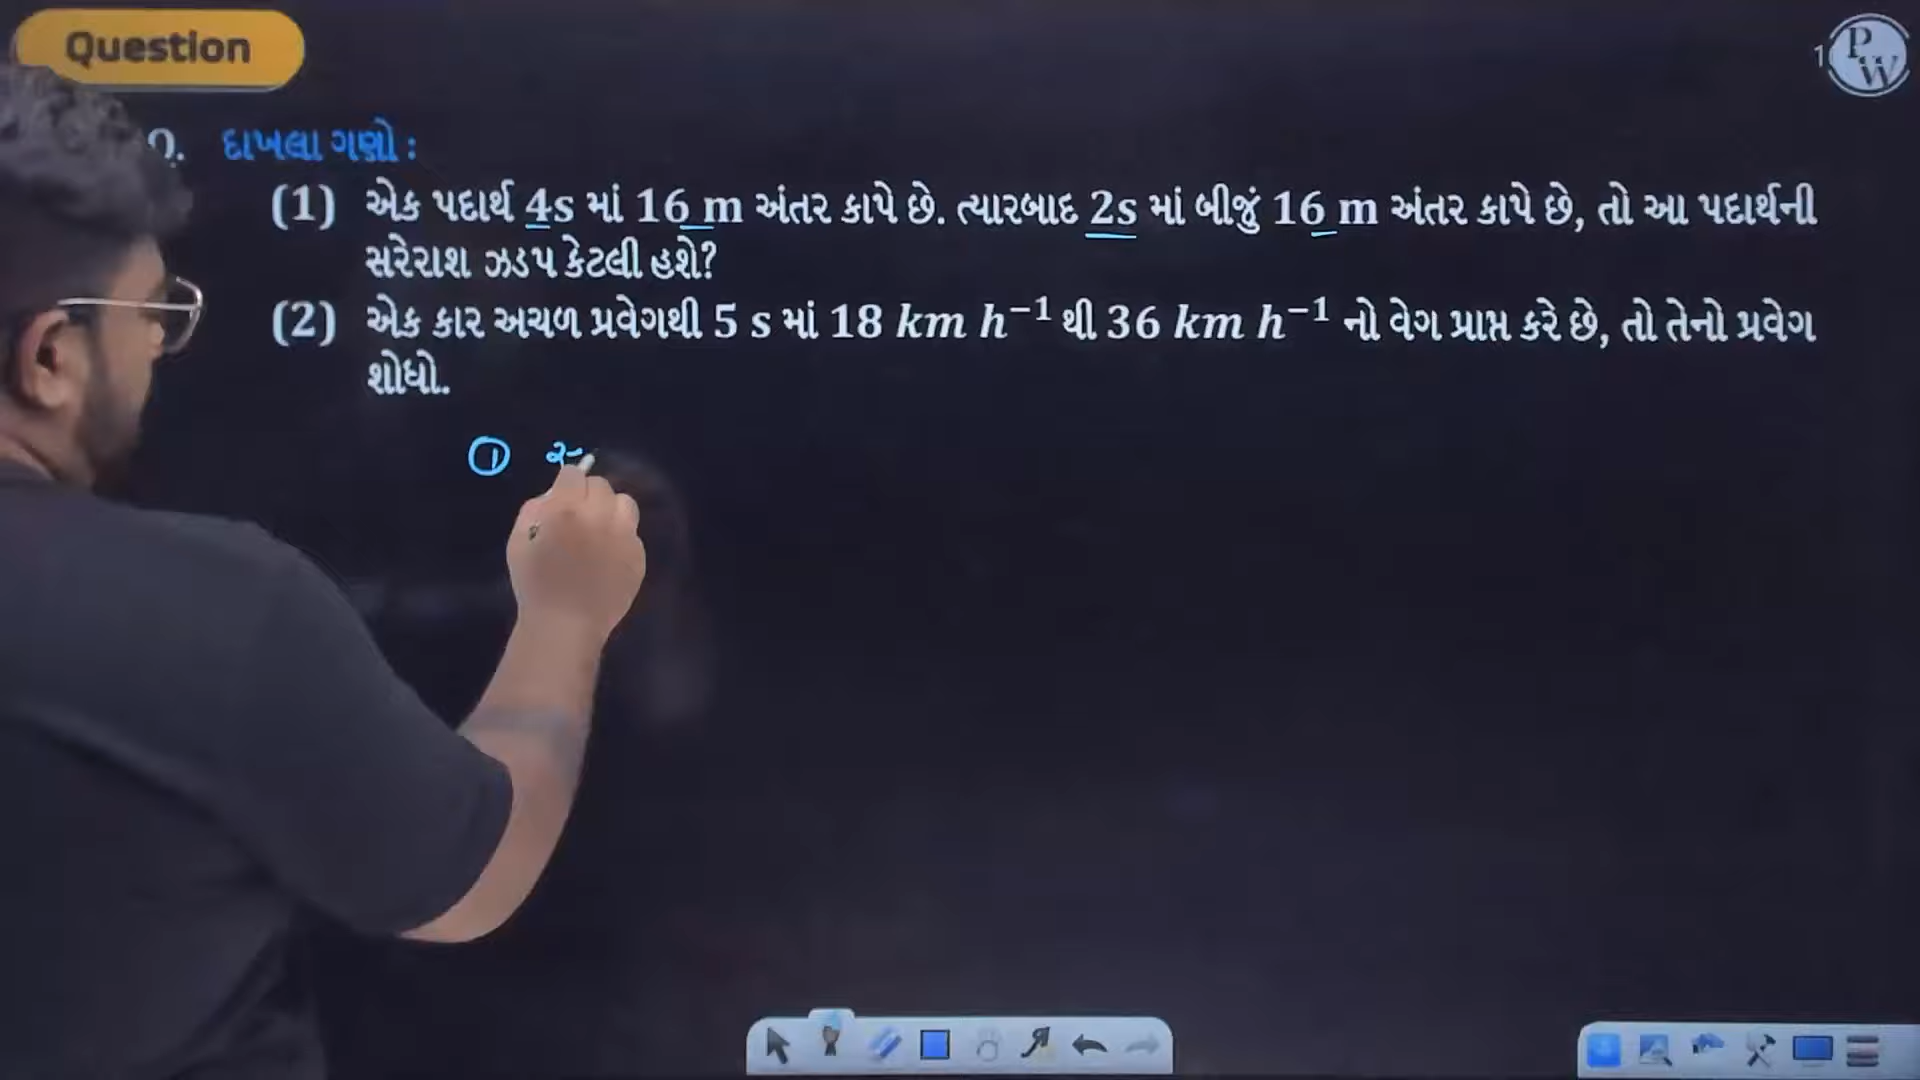 Question
1 PW
Q. દાખલા ગણો :
(1) એક પદાર્થ 4s માં 16 m અંતર કાપે છે. ત્યારબાદ 2s માં બીજું 16 m અંતર કાપે છે, તો આ પદાર્થની
સરેરાશ ઝડપ કેટલી હશે?
(2) એક કાર અચળ પ્રવેગથી 5 s માં 18 km h⁻¹ થી 36 km h⁻¹ નો વેગ પ્રાપ્ત કરે છે, તો તેનો પ્રવેગ
શોધો.
①